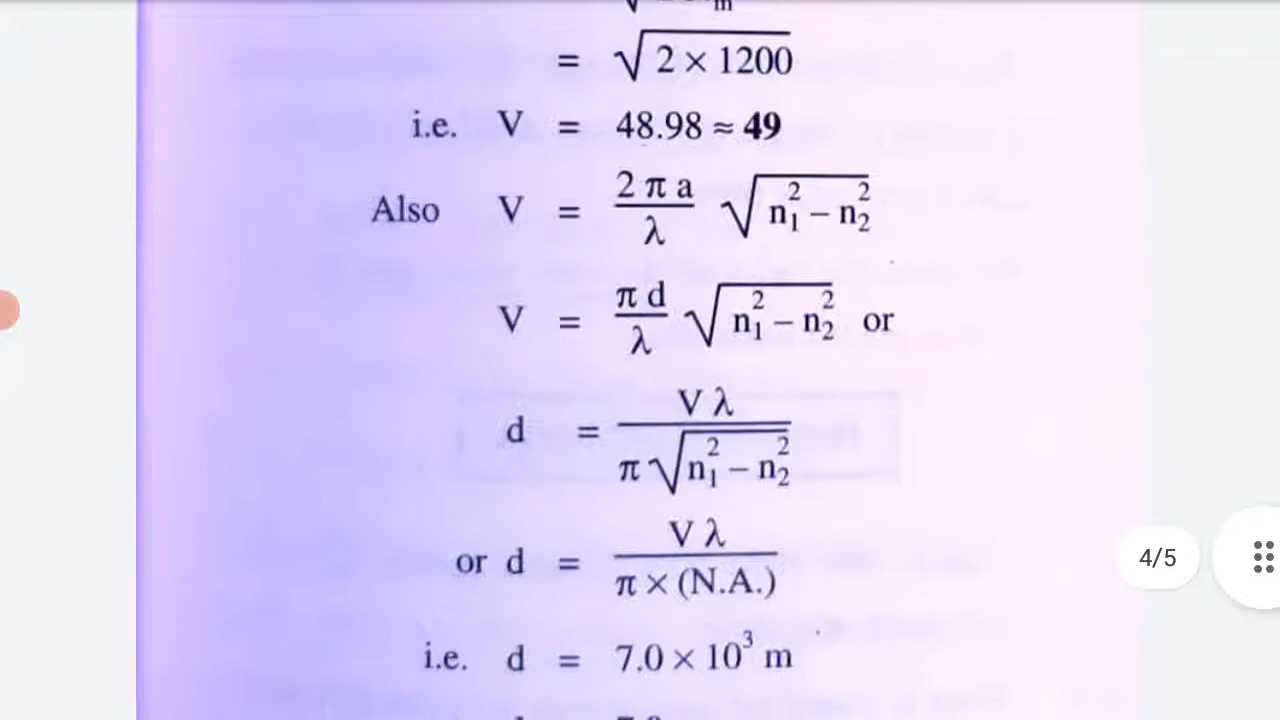 = √2 × 1200
i.e. V = 48.98 ≈ 49
Also V = 2 π a / λ √n₁² – n₂²
V = π d / λ √n₁² – n₂² or
d = V λ / π √n₁² – n₂²
or d = V λ / π × (N.A.)
4/5
i.e. d = 7.0 × 10³ m